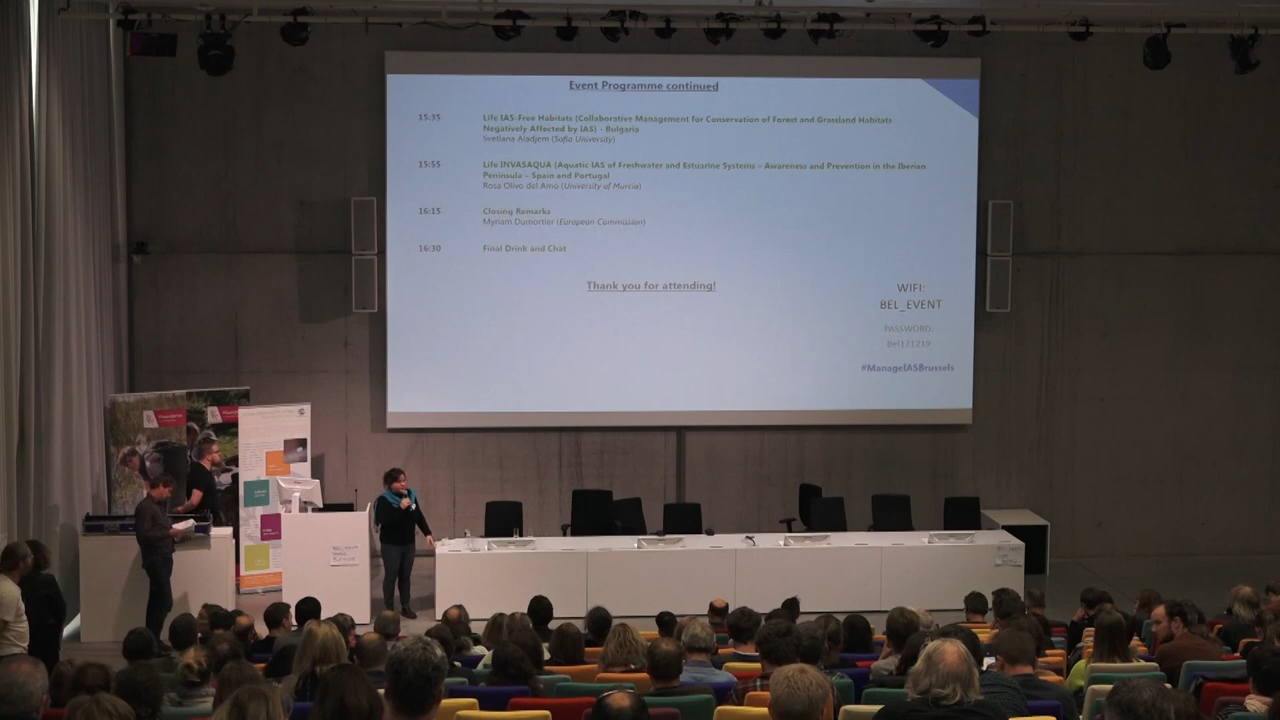 Event Programme continued
15:35 Life IAS-Free Habitats (Collaborative Management for Conservation of Forest and Grassland Habitats
Negatively Affected by IAS) - Bulgaria
Svetlana Aladjem (Sofia University)
15:55 Life INVASAQUA (Aquatic IAS of Freshwater and Estuarine Systems – Awareness and Prevention in the Iberian
Peninsula – Spain and Portugal
Rosa Olivo del Amo (University of Murcia)
16:15 Closing Remarks
Myriam Dumortier (European Commission)
16:30 Final Drink and Chat
Thank you for attending!
WIFI:
BEL_EVENT
PASSWORD:
Bel171219
#ManageIASBrussels